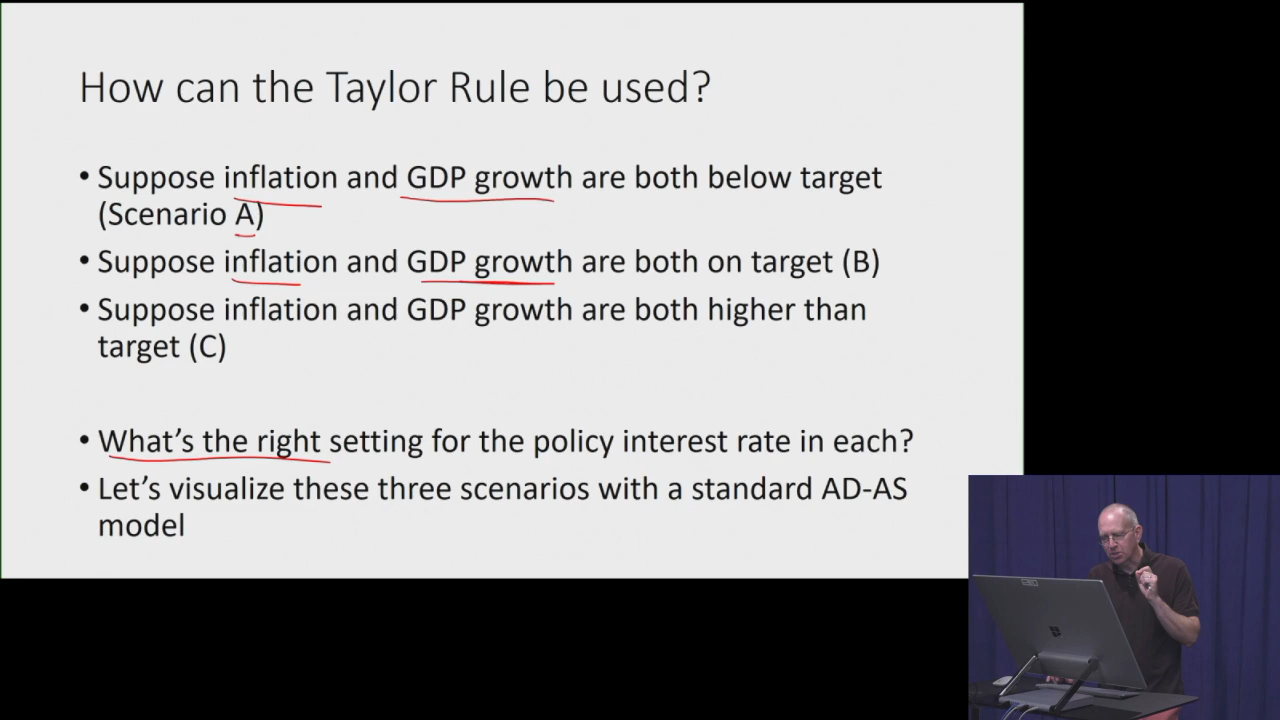 How can the Taylor Rule be used?
• Suppose inflation and GDP growth are both below target
(Scenario A)
• Suppose inflation and GDP growth are both on target (B)
• Suppose inflation and GDP growth are both higher than
target (C)
• What's the right setting for the policy interest rate in each?
• Let's visualize these three scenarios with a standard AD-AS
model